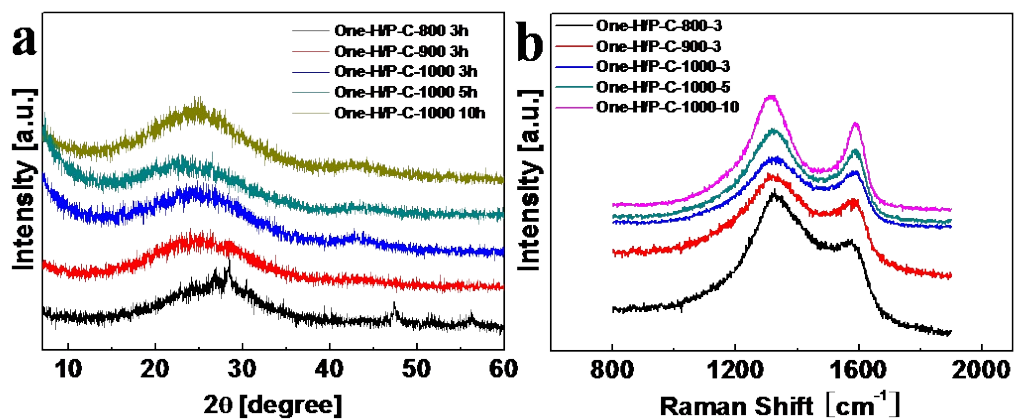 a
One-H/P-C-800 3h
One-H/P-C-900 3h
One-H/P-C-1000 3h
One-H/P-C-1000 5h
One-H/P-C-1000 10h
Intensity [a.u.]
10 20 30 40 50 60
2θ [degree]
b
One-H/P-C-800-3
One-H/P-C-900-3
One-H/P-C-1000-3
One-H/P-C-1000-5
One-H/P-C-1000-10
Intensity [a.u.]
800 1200 1600 2000
Raman Shift [cm⁻¹]